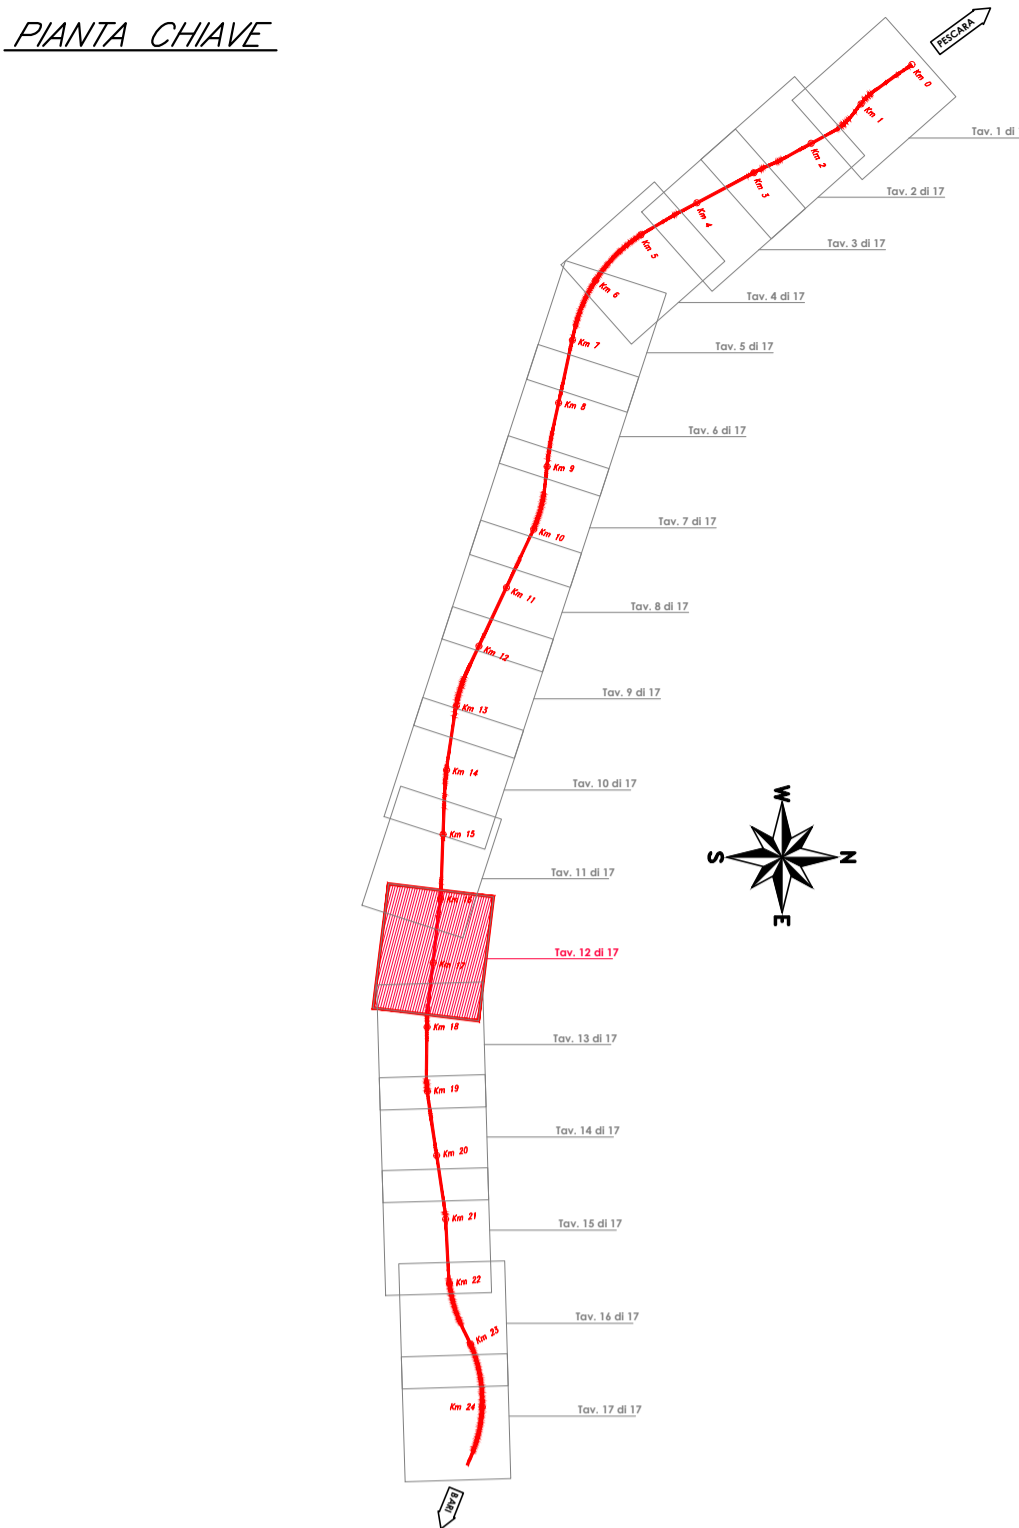 PIANTA CHIAVE
PESCARA
Km 0
Km 1
Tav. 1 di
Km 2
Tav. 2 di 17
Km 3
Tav. 3 di 17
Km 4
Km 5
Tav. 4 di 17
Km 6
Tav. 5 di 17
Km 7
Km 8
Tav. 6 di 17
Km 9
Tav. 7 di 17
Km 10
Km 11
Tav. 8 di 17
Km 12
Tav. 9 di 17
Km 13
Km 14
Tav. 10 di 17
Km 15
Tav. 11 di 17
W
S
N
E
Km 16
Tav. 12 di 17
Km 17
Km 18
Tav. 13 di 17
Km 19
Tav. 14 di 17
Km 20
Km 21
Tav. 15 di 17
Km 22
Tav. 16 di 17
Km 23
Km 24
Tav. 17 di 17
BARI